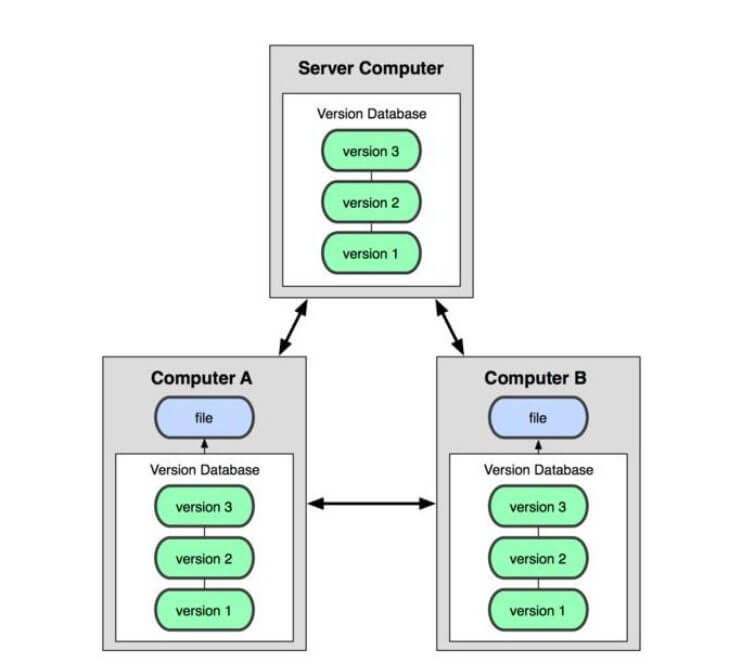 Server Computer
Version Database
version 3
version 2
version 1
Computer A
file
Version Database
version 3
version 2
version 1
Computer B
file
Version Database
version 3
version 2
version 1